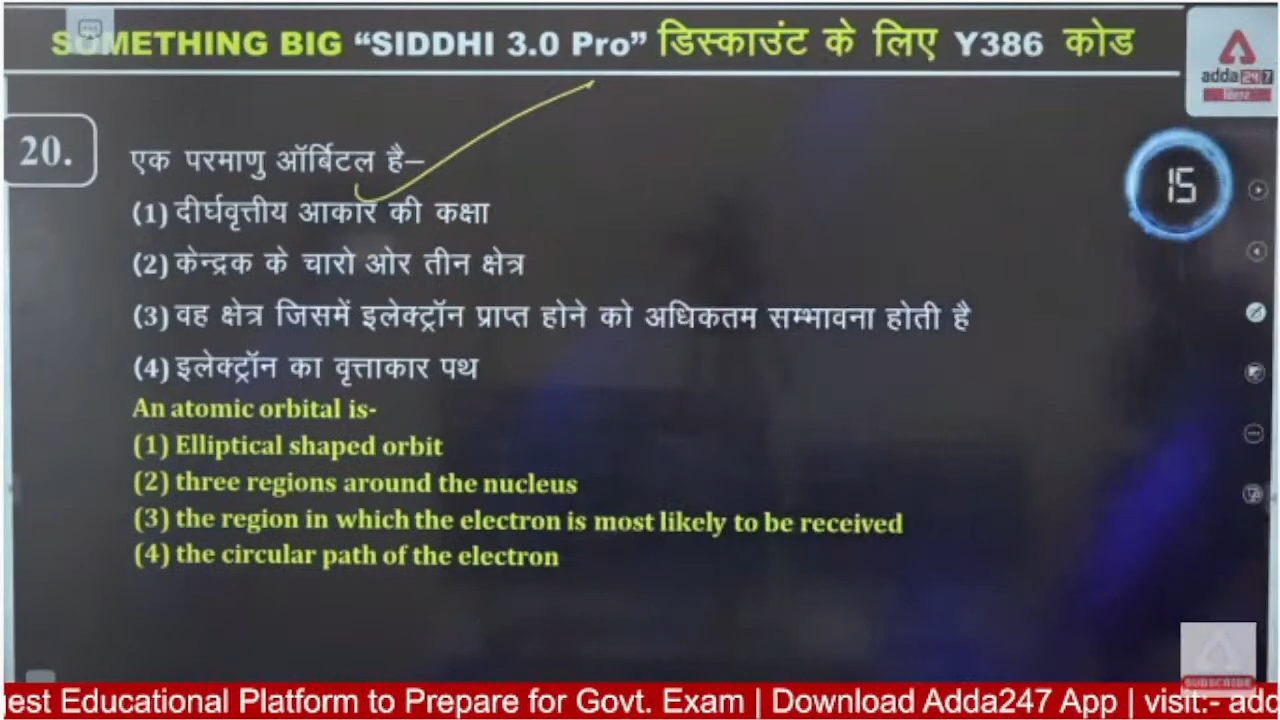 SOMETHING BIG “SIDDHI 3.0 Pro” डिस्काउंट के लिए Y386 कोड
adda 24 7
बिहार
20.
15
एक परमाणु ऑर्बिटल है–
(1) दीर्घवृत्तीय आकार की कक्षा
(2) केन्द्रक के चारो ओर तीन क्षेत्र
(3) वह क्षेत्र जिसमें इलेक्ट्रॉन प्राप्त होने को अधिकतम सम्भावना होती है
(4) इलेक्ट्रॉन का वृत्ताकार पथ
An atomic orbital is-
(1) Elliptical shaped orbit
(2) three regions around the nucleus
(3) the region in which the electron is most likely to be received
(4) the circular path of the electron
SUBSCRIBE
est Educational Platform to Prepare for Govt. Exam | Download Adda247 App | visit:- add